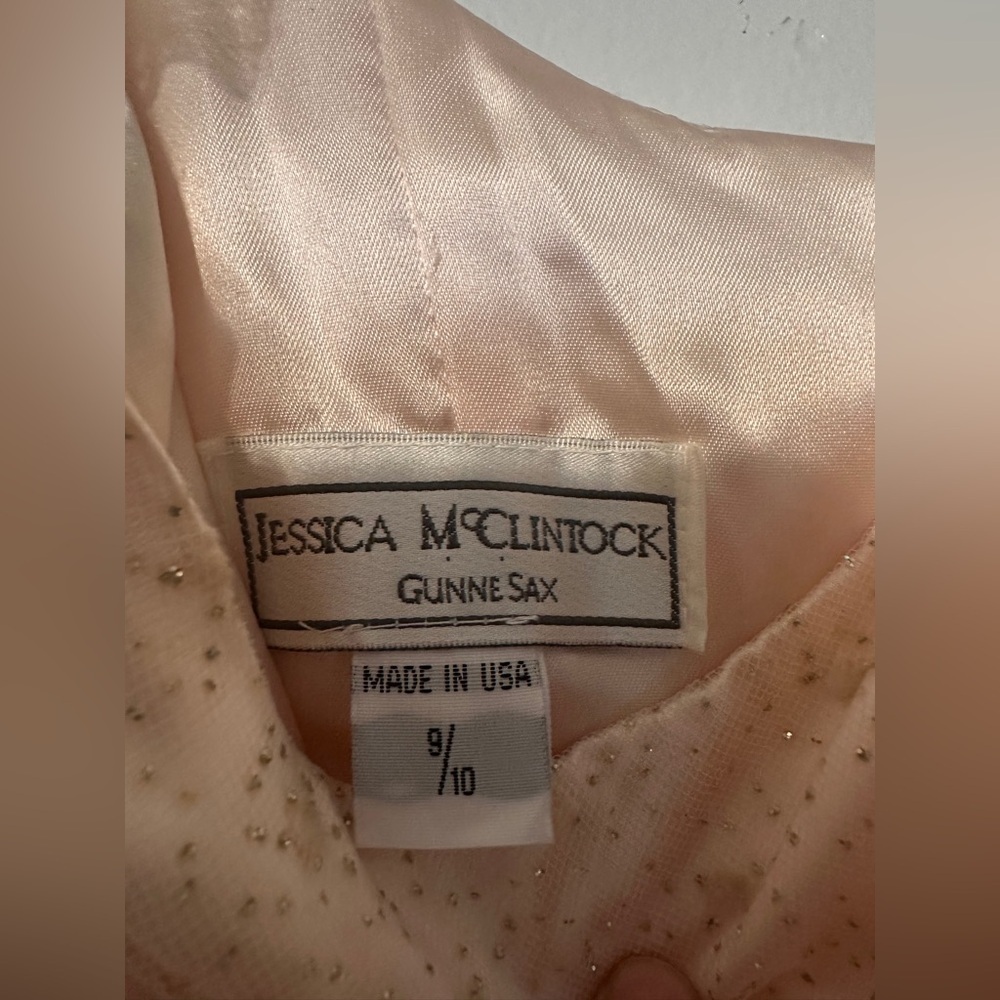 JESSICA McCLINTOCK
GUNNE SAX
MADE IN USA
9/10